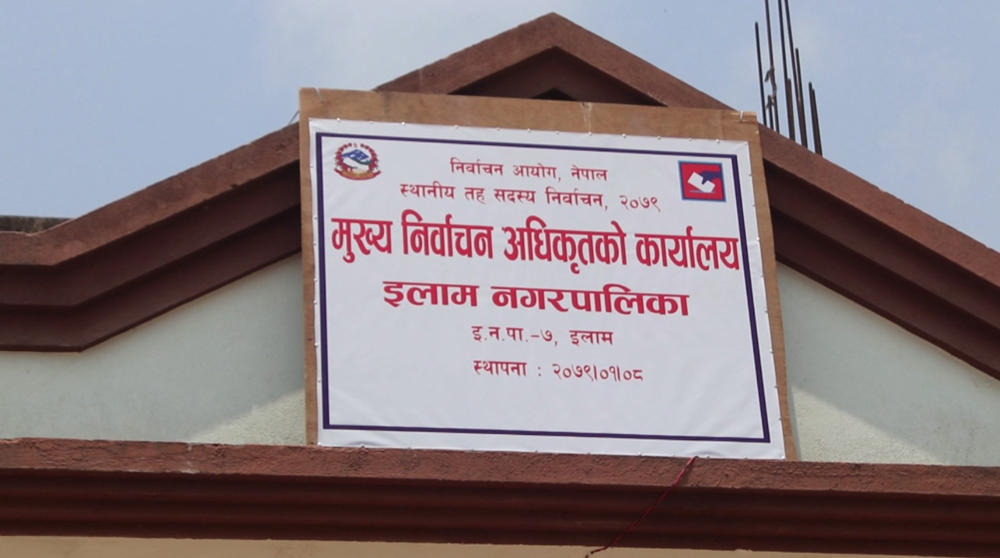 निर्वाचन आयोग, नेपाल
स्थानीय तह सदस्य निर्वाचन, २०७९
मुख्य निर्वाचन अधिकृतको कार्यालय
इलाम नगरपालिका
इ.न.पा.-७, इलाम
स्थापना : २०७९।०१।०८